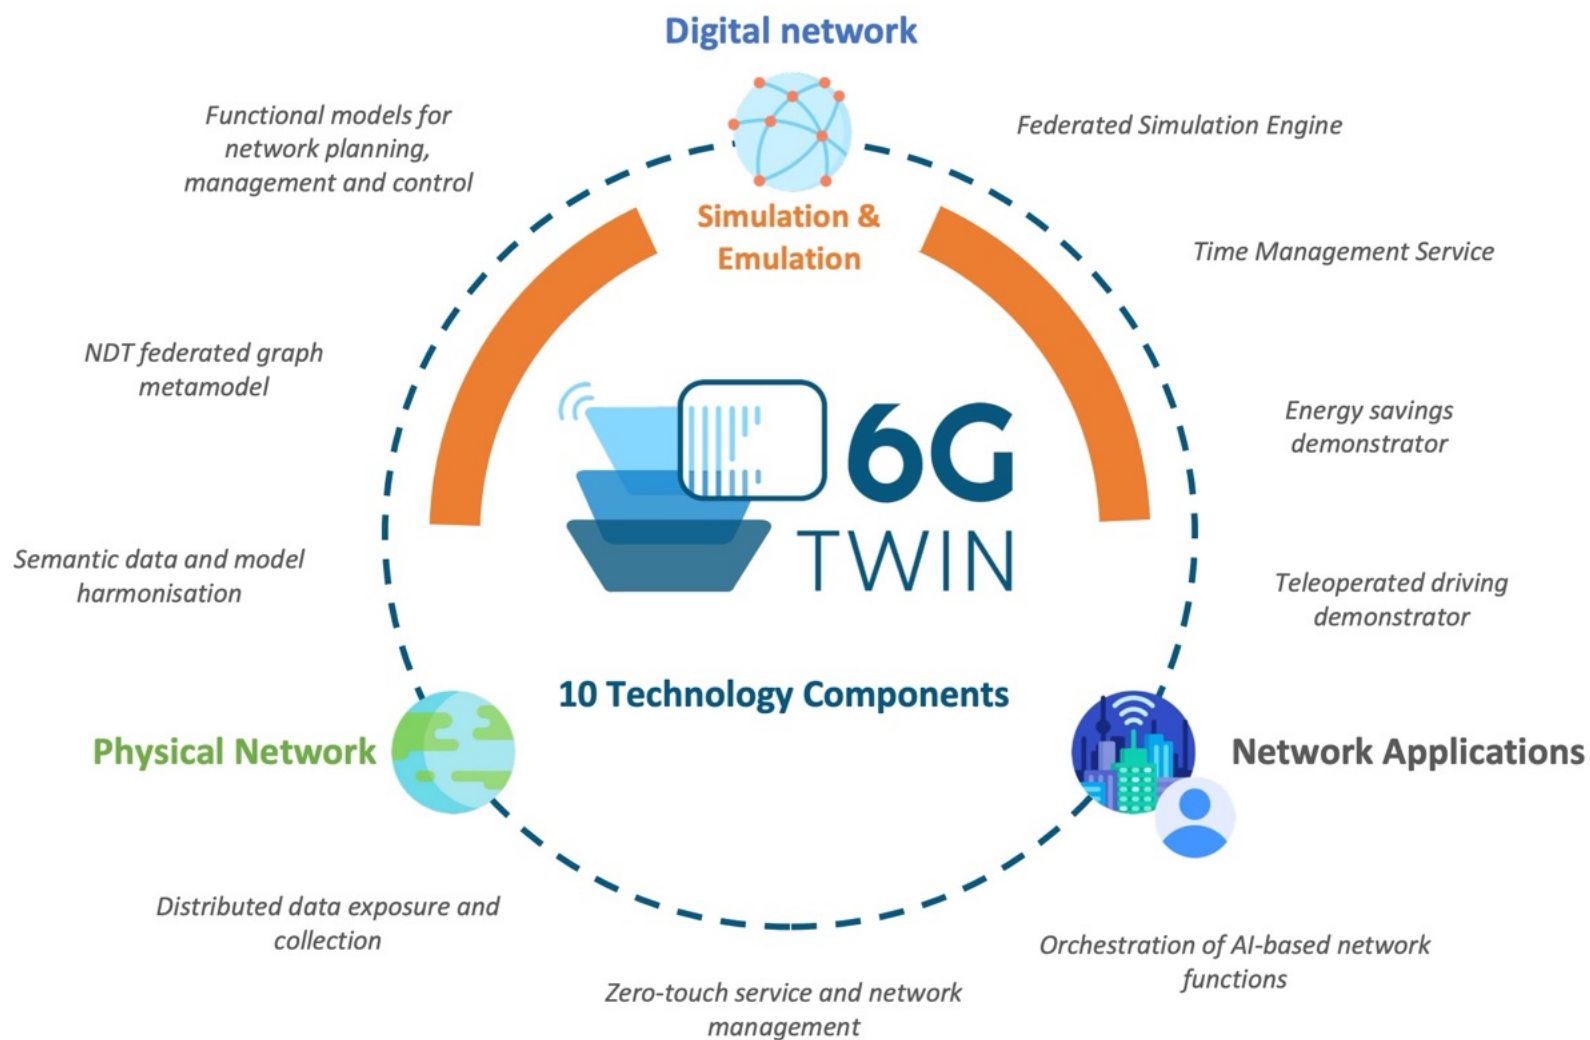 Digital network
Functional models for
network planning,
management and control
Federated Simulation Engine
Simulation &
Emulation
Time Management Service
NDT federated graph
metamodel
Energy savings
demonstrator
6G
TWIN
Semantic data and model
harmonisation
Teleoperated driving
demonstrator
10 Technology Components
Physical Network
Network Applications
Distributed data exposure and
collection
Orchestration of AI-based network
functions
Zero-touch service and network
management